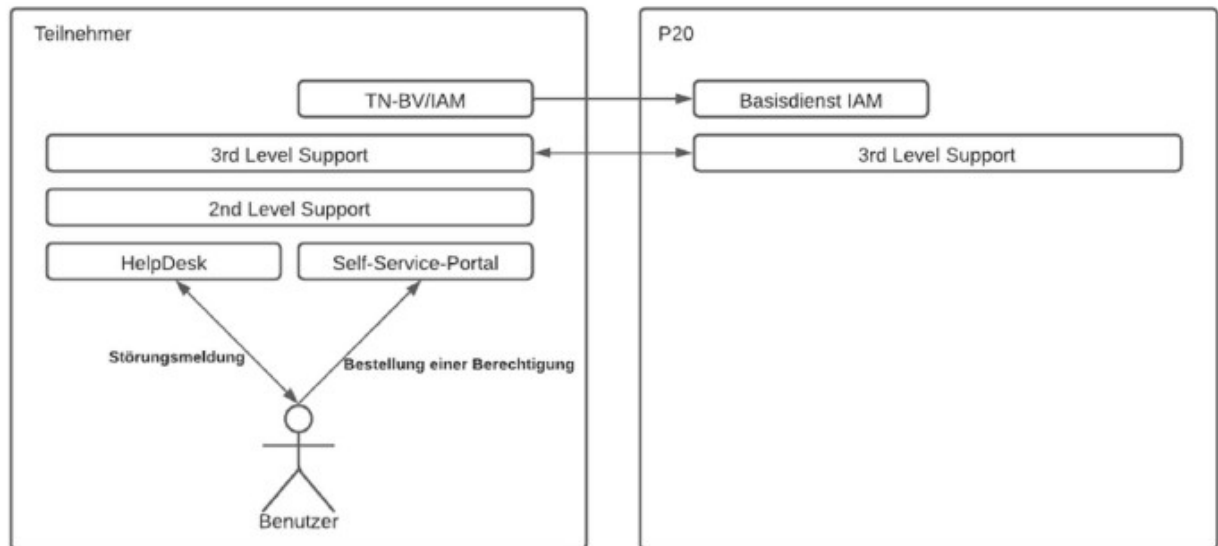 Teilnehmer
P20
TN-BV/IAM
Basisdienst IAM
3rd Level Support
3rd Level Support
2nd Level Support
HelpDesk
Self-Service-Portal
Störungsmeldung
Bestellung einer Berechtigung
Benutzer